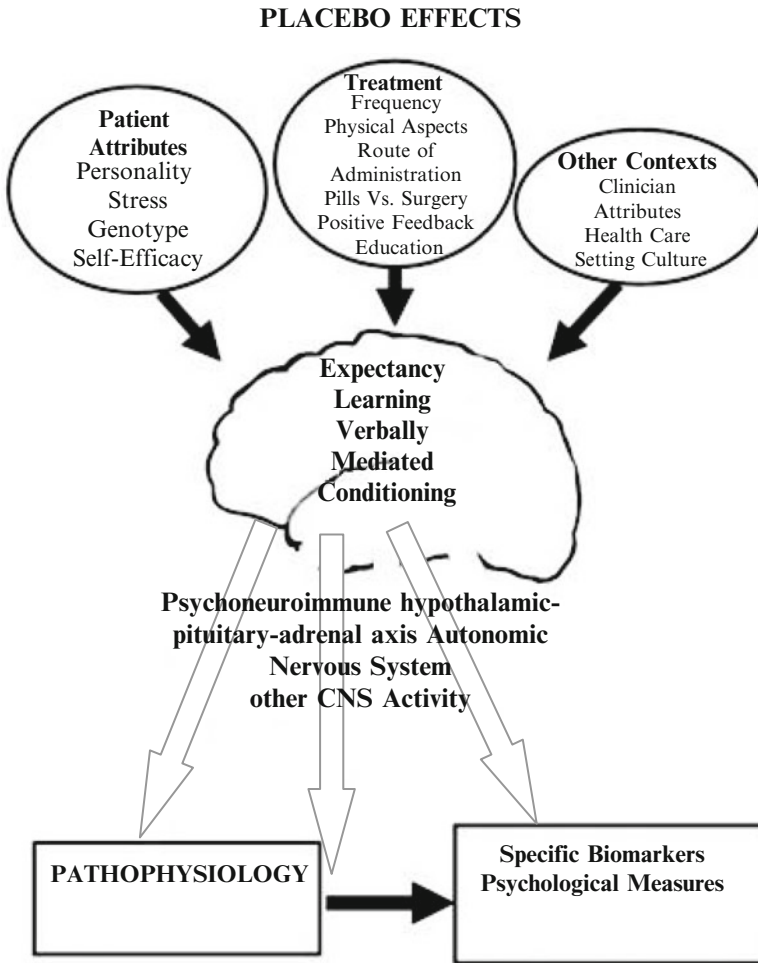 PLACEBO EFFECTS
Patient
Attributes
Personality
Stress
Genotype
Self-Efficacy
Treatment
Frequency
Physical Aspects
Route of
Administration
Pills Vs. Surgery
Positive Feedback
Education
Other Contexts
Clinician
Attributes
Health Care
Setting Culture
Expectancy
Learning
Verbally
Mediated
Conditioning
Psychoneuroimmune hypothalamic-
pituitary-adrenal axis Autonomic
Nervous System
other CNS Activity
PATHOPHYSIOLOGY
Specific Biomarkers
Psychological Measures